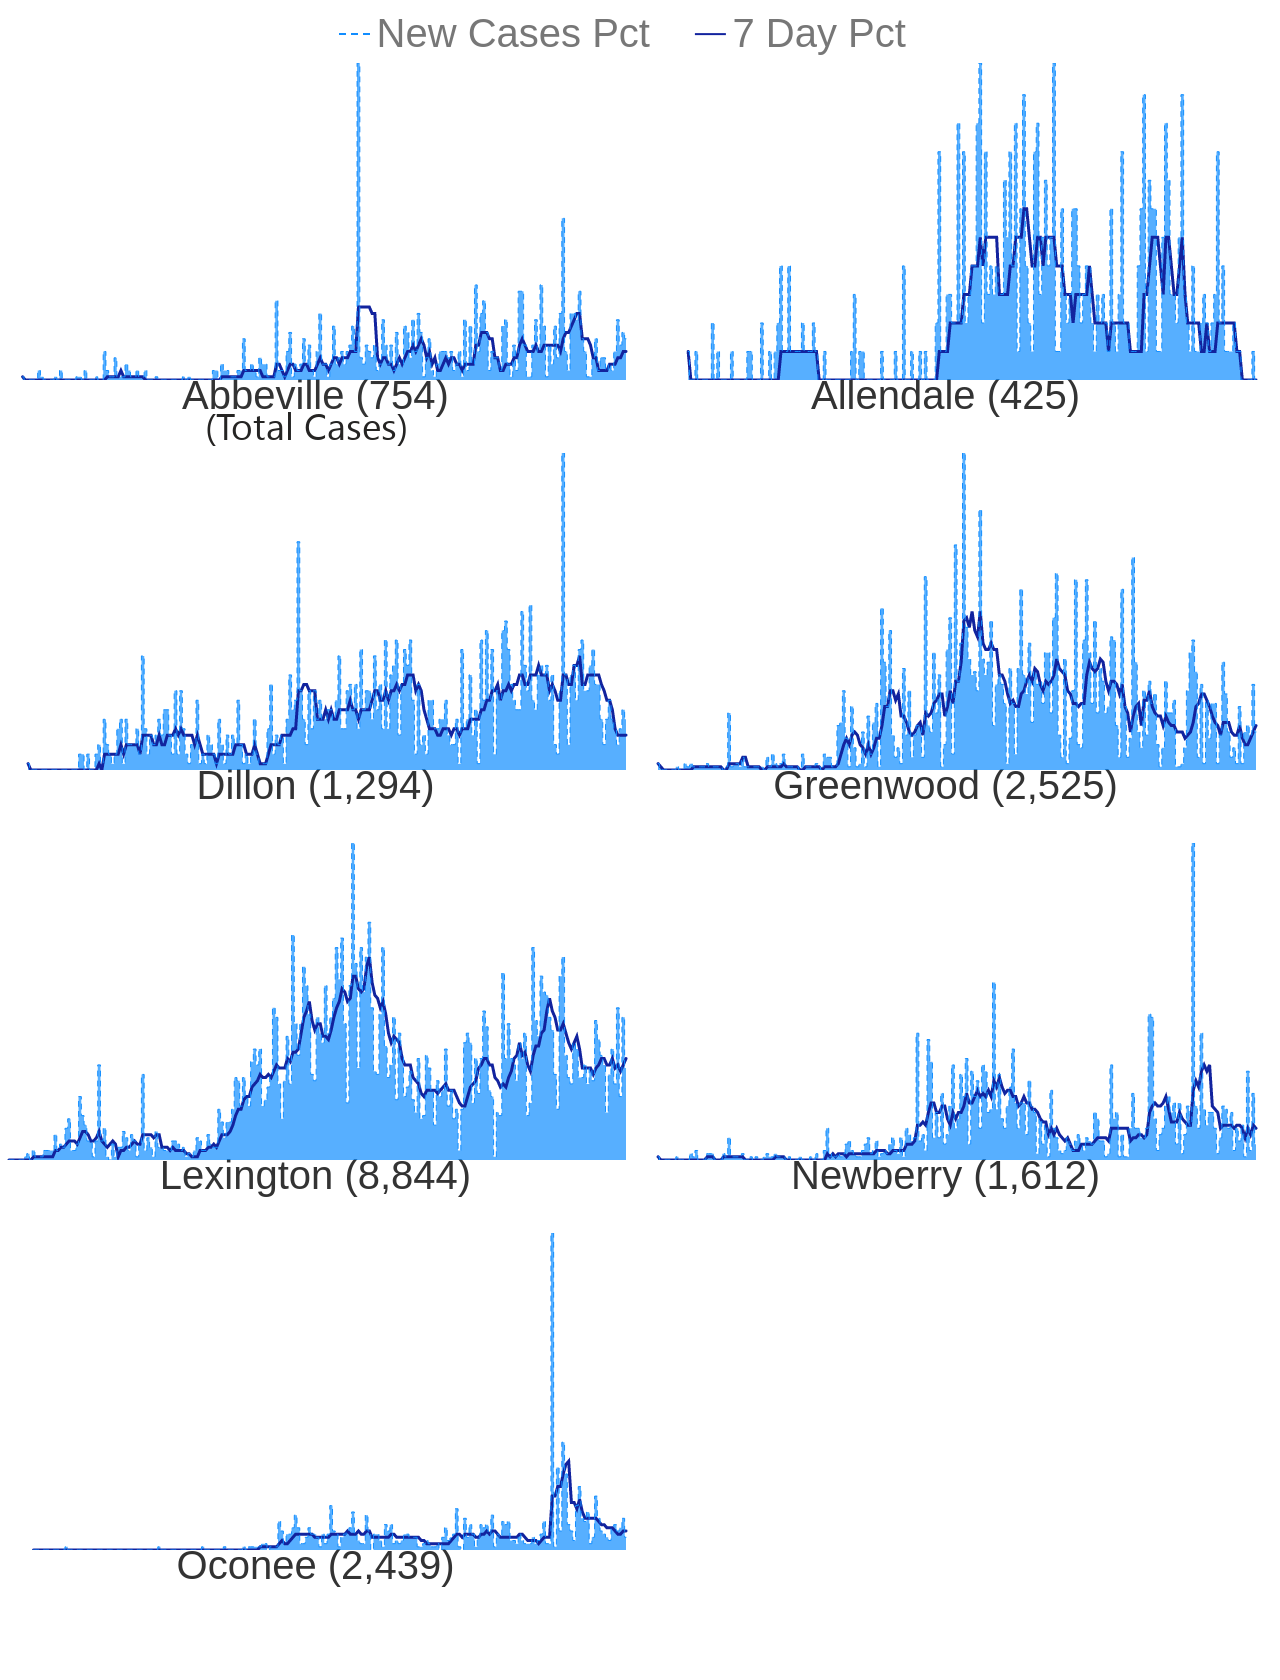 New Cases Pct 7 Day Pct
Abbeville (754) Allendale (425)
(Total Cases)
Dillon (1,294) Greenwood (2,525)
Lexington (8,844) Newberry (1,612)
Oconee (2,439)